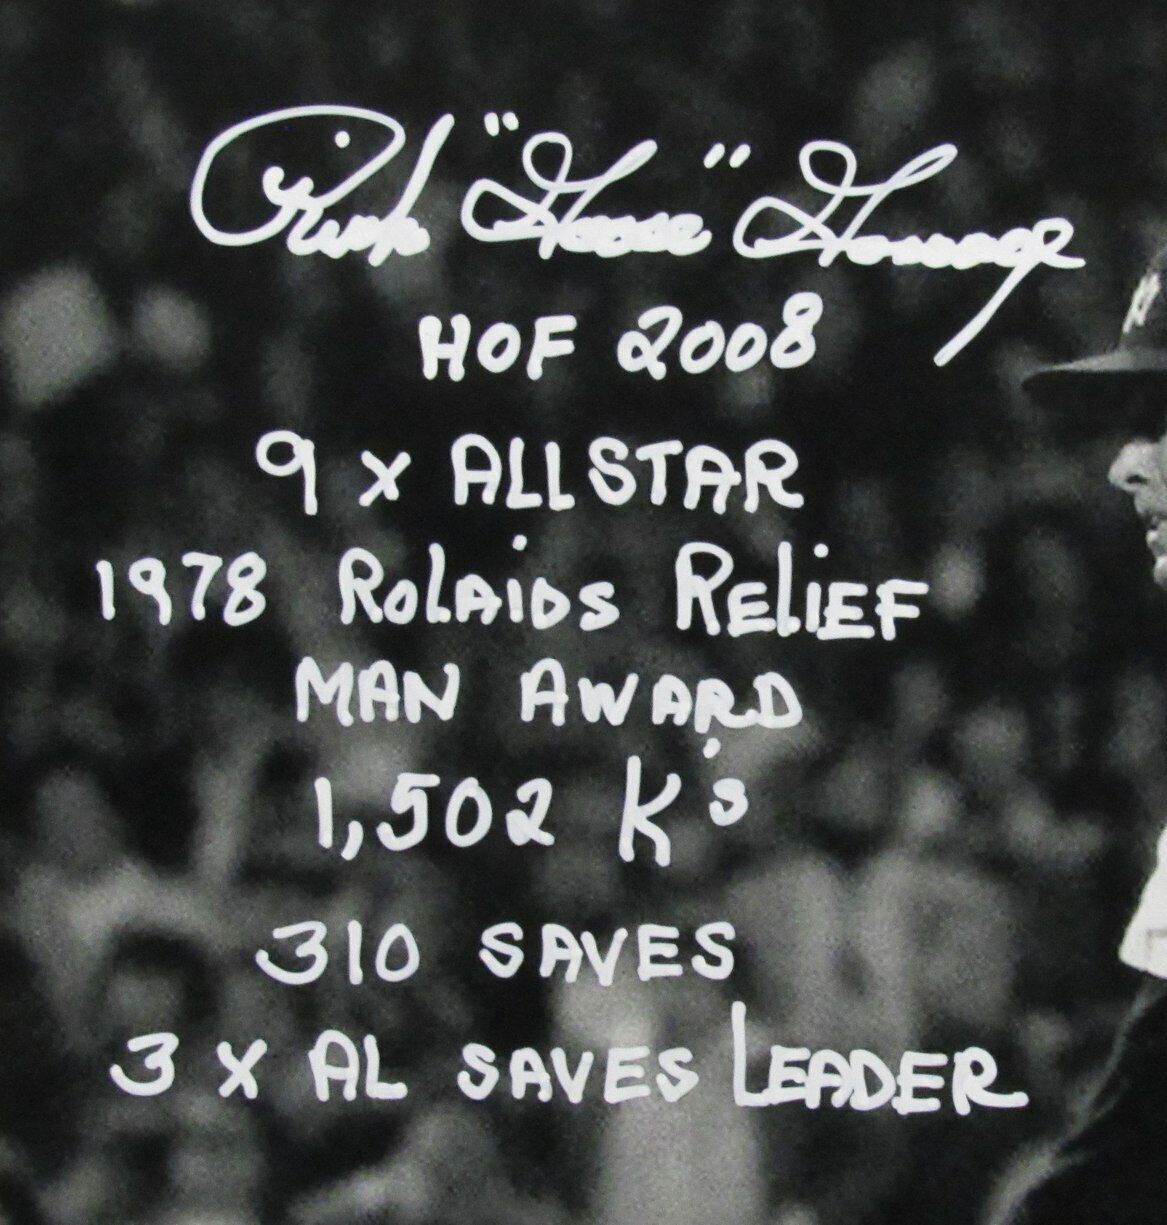 Rich "Goose" Gossage
HOF 2008
9 x ALLSTAR
1978 ROLAIDS RELIEF
MAN AWARD
1,502 K's
310 SAVES
3 x AL SAVES LEADER